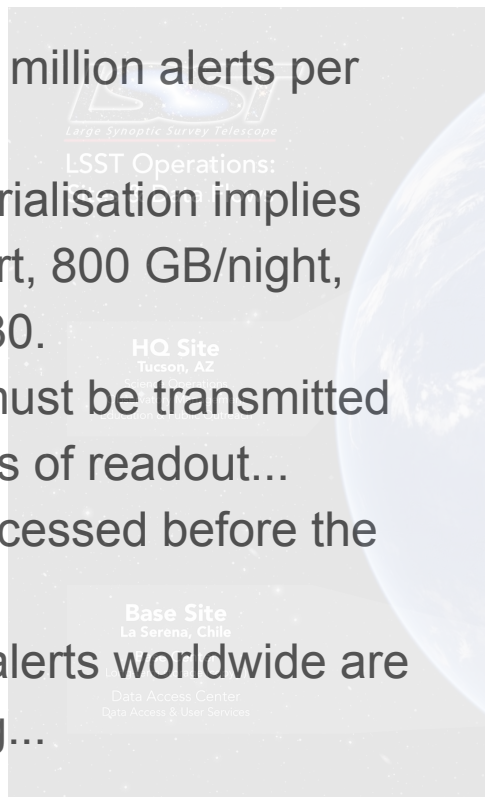 million alerts per
LSST
Large Synoptic Survey Telescope
LSST Operations:
rialisation implies
rt, 800 GB/night,
30.
HQ Site
Tucson, AZ
must be transmitted
s of readout...
cessed before the
Base Site
La Serena, Chile
alerts worldwide are
Data Access Center
Data Access & User Services
g...